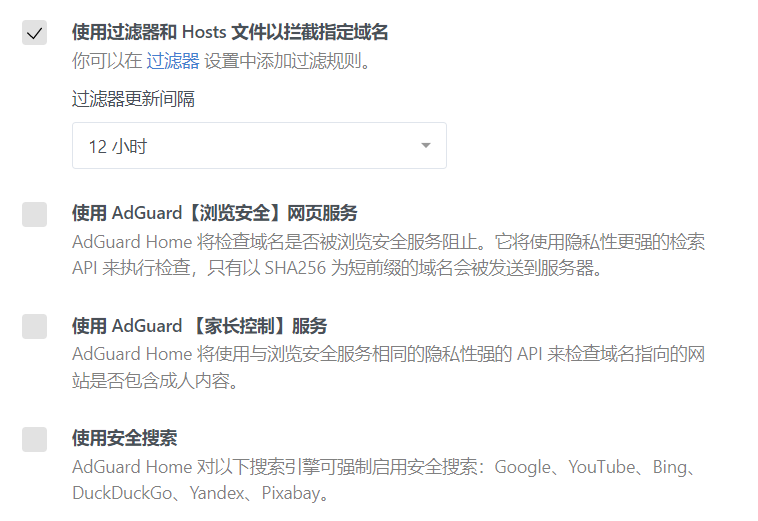 使用过滤器和 Hosts 文件以拦截指定域名
你可以在 过滤器 设置中添加过滤规则。
过滤器更新间隔
12 小时
使用 AdGuard【浏览安全】网页服务
AdGuard Home 将检查域名是否被浏览安全服务阻止。它将使用隐私性更强的检索
API 来执行检查，只有以 SHA256 为短前缀的域名会被发送到服务器。
使用 AdGuard 【家长控制】服务
AdGuard Home 将使用与浏览安全服务相同的隐私性强的 API 来检查域名指向的网
站是否包含成人内容。
使用安全搜索
AdGuard Home 对以下搜索引擎可强制启用安全搜索：Google、YouTube、Bing、
DuckDuckGo、Yandex、Pixabay。